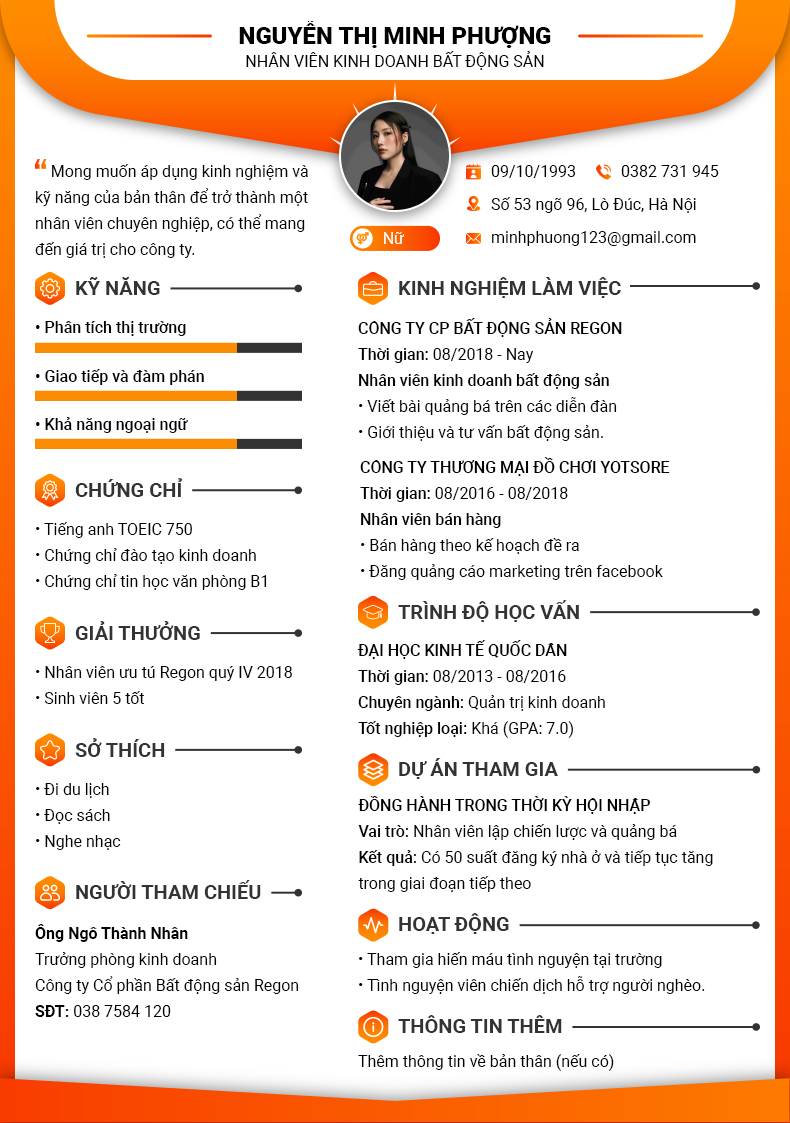 NGUYỄN THỊ MINH PHƯỢNG
NHÂN VIÊN KINH DOANH BẤT ĐỘNG SẢN
“ Mong muốn áp dụng kinh nghiệm và
kỹ năng của bản thân để trở thành một
nhân viên chuyên nghiệp, có thể mang
đến giá trị cho công ty.
Nữ
09/10/1993 0382 731 945
Số 53 ngõ 96, Lò Đúc, Hà Nội
minhphuong123@gmail.com
KỸ NĂNG
• Phân tích thị trường
• Giao tiếp và đàm phán
• Khả năng ngoại ngữ
CHỨNG CHỈ
• Tiếng anh TOEIC 750
• Chứng chỉ đào tạo kinh doanh
• Chứng chỉ tin học văn phòng B1
GIẢI THƯỞNG
• Nhân viên ưu tú Regon quý IV 2018
• Sinh viên 5 tốt
SỞ THÍCH
• Đi du lịch
• Đọc sách
• Nghe nhạc
NGƯỜI THAM CHIẾU
Ông Ngô Thành Nhân
Trưởng phòng kinh doanh
Công ty Cổ phần Bất động sản Regon
SĐT: 038 7584 120
KINH NGHIỆM LÀM VIỆC
CÔNG TY CP BẤT ĐỘNG SẢN REGON
Thời gian: 08/2018 - Nay
Nhân viên kinh doanh bất động sản
• Viết bài quảng bá trên các diễn đàn
• Giới thiệu và tư vấn bất động sản.
CÔNG TY THƯƠNG MẠI ĐỒ CHƠI YOTSORE
Thời gian: 08/2016 - 08/2018
Nhân viên bán hàng
• Bán hàng theo kế hoạch đề ra
• Đăng quảng cáo marketing trên facebook
TRÌNH ĐỘ HỌC VẤN
ĐẠI HỌC KINH TẾ QUỐC DÂN
Thời gian: 08/2013 - 08/2016
Chuyên ngành: Quản trị kinh doanh
Tốt nghiệp loại: Khá (GPA: 7.0)
DỰ ÁN THAM GIA
ĐỒNG HÀNH TRONG THỜI KỲ HỘI NHẬP
Vai trò: Nhân viên lập chiến lược và quảng bá
Kết quả: Có 50 suất đăng ký nhà ở và tiếp tục tăng
trong giai đoạn tiếp theo
HOẠT ĐỘNG
• Tham gia hiến máu tình nguyện tại trường
• Tình nguyện viên chiến dịch hỗ trợ người nghèo.
THÔNG TIN THÊM
Thêm thông tin về bản thân (nếu có)